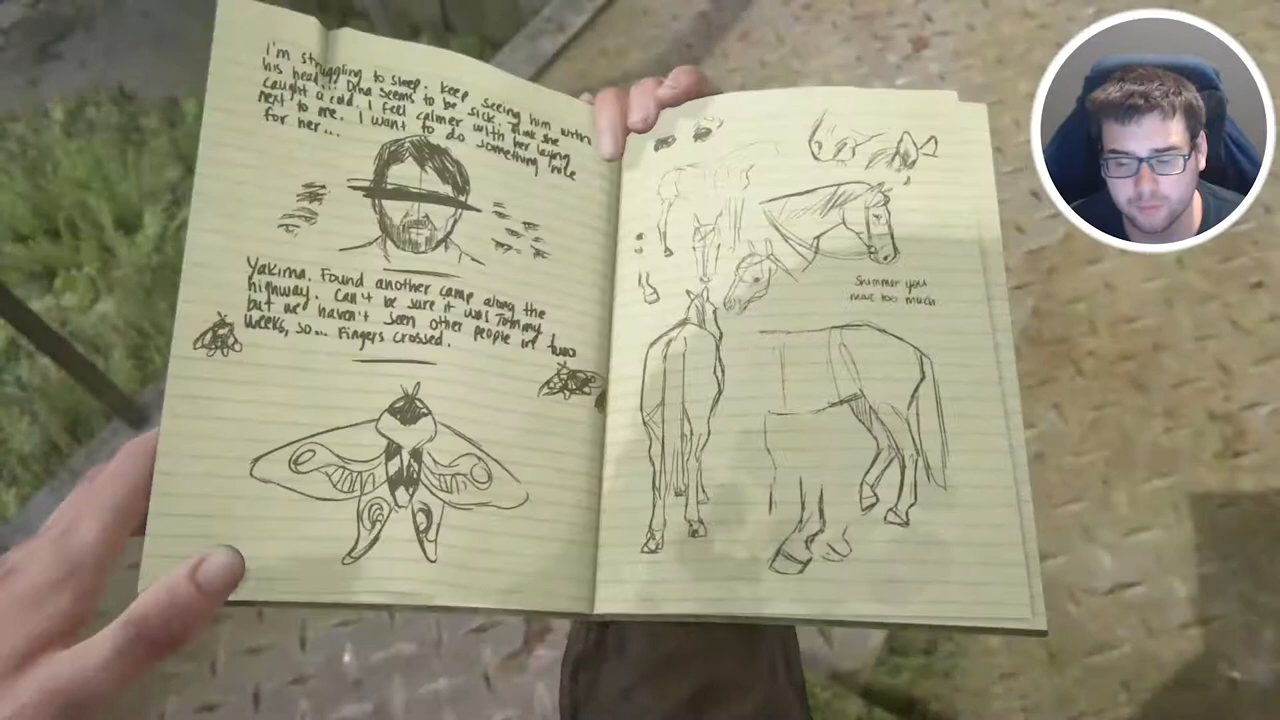 I'm struggling to sleep. Keep seeing him with
his head... Dina seems to be sick. Think she
caught a cold. I feel calmer with her laying
next to me. I want to do something nice
for her...
Yakima. Found another camp along the
highway. Can't be sure it was Tommy
but we haven't seen other people in two
weeks, so... Fingers crossed.
you
too much